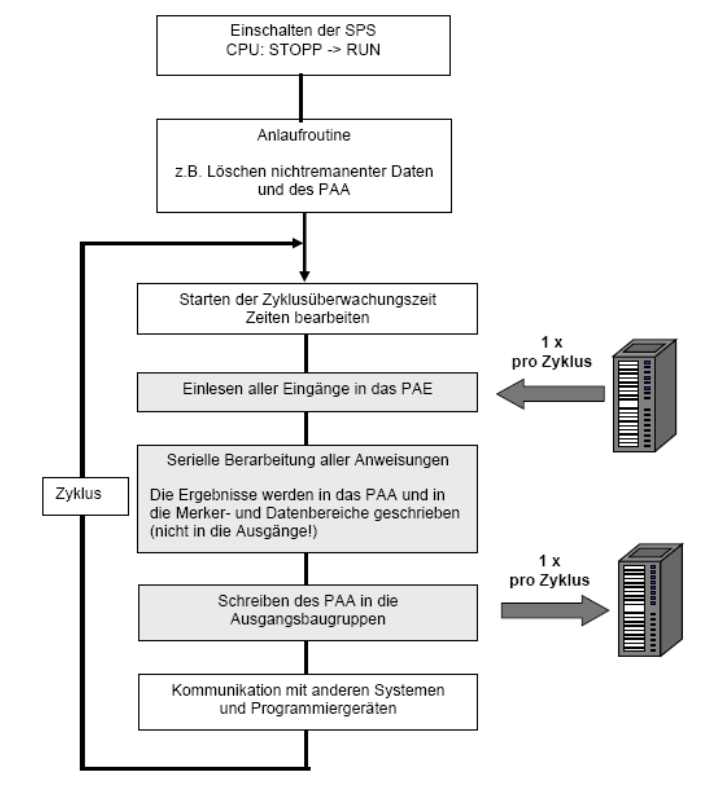 Einschalten der SPS
CPU: STOPP -> RUN
Anlaufroutine
z.B. Löschen nichtremanenter Daten
und des PAA
Starten der Zyklusüberwachungszeit
Zeiten bearbeiten
1 x
pro Zyklus
Einlesen aller Eingänge in das PAE
Serielle Berarbeitung aller Anweisungen
Die Ergebnisse werden in das PAA und in
die Merker- und Datenbereiche geschrieben
(nicht in die Ausgänge!)
Zyklus
1 x
pro Zyklus
Schreiben des PAA in die
Ausgangsbaugruppen
Kommunikation mit anderen Systemen
und Programmiergeräten